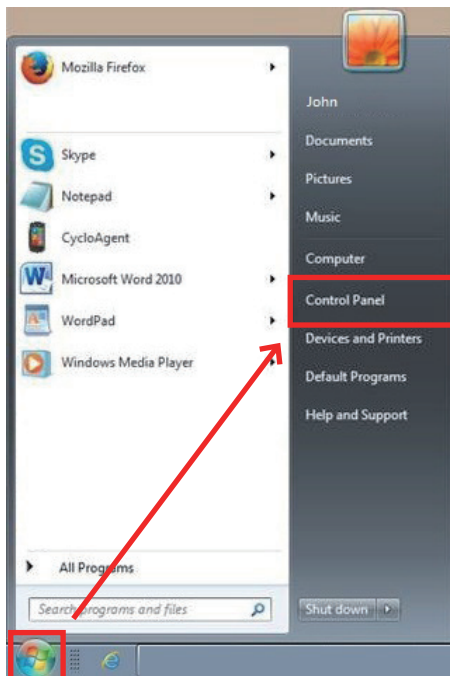 Mozilla Firefox
Skype
Notepad
CycloAgent
Microsoft Word 2010
WordPad
Windows Media Player
All Programs
Search programs and files
John
Documents
Pictures
Music
Computer
Control Panel
Devices and Printers
Default Programs
Help and Support
Shut down